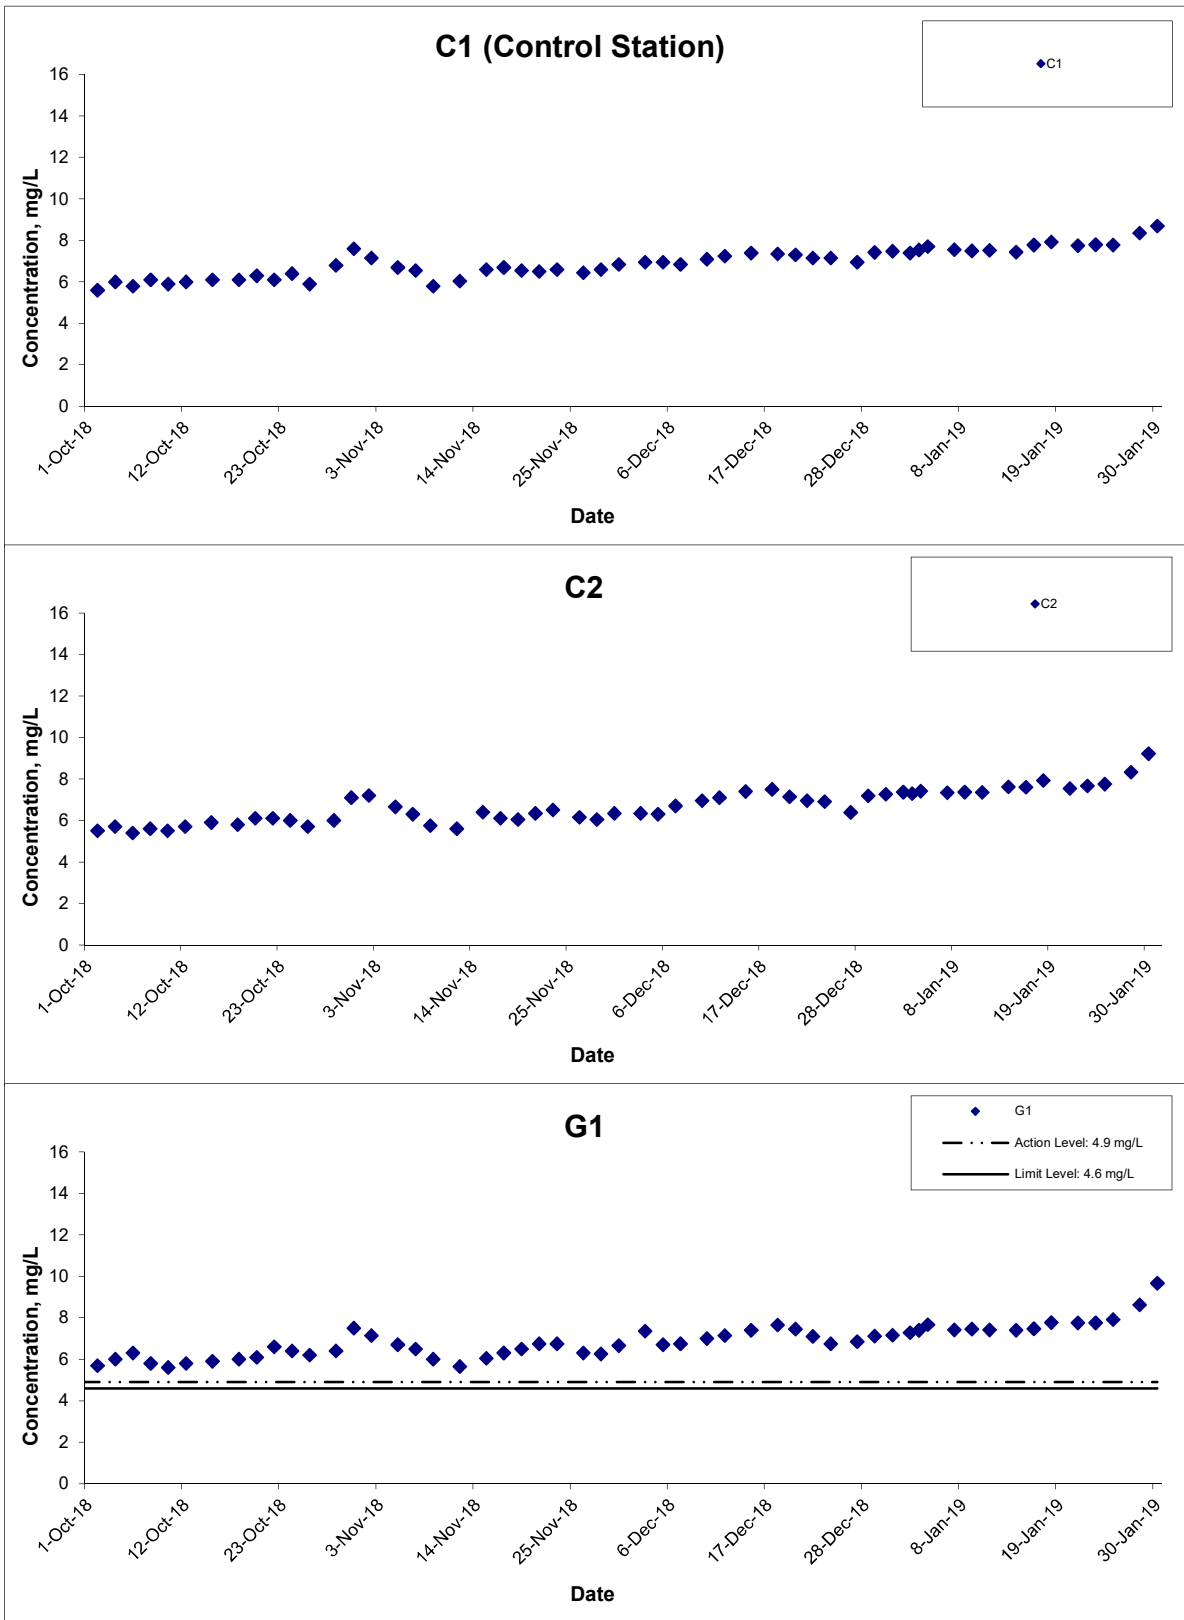 C1 (Control Station)
C1
16
14
12
10
8
6
4
2
0
Concentration, mg/L
1-Oct-18
12-Oct-18
23-Oct-18
3-Nov-18
14-Nov-18
25-Nov-18
6-Dec-18
17-Dec-18
28-Dec-18
8-Jan-19
19-Jan-19
30-Jan-19
Date
C2
C2
16
14
12
10
8
6
4
2
0
Concentration, mg/L
1-Oct-18
12-Oct-18
23-Oct-18
3-Nov-18
14-Nov-18
25-Nov-18
6-Dec-18
17-Dec-18
28-Dec-18
8-Jan-19
19-Jan-19
30-Jan-19
Date
G1
G1
Action Level: 4.9 mg/L
Limit Level: 4.6 mg/L
16
14
12
10
8
6
4
2
0
Concentration, mg/L
1-Oct-18
12-Oct-18
23-Oct-18
3-Nov-18
14-Nov-18
25-Nov-18
6-Dec-18
17-Dec-18
28-Dec-18
8-Jan-19
19-Jan-19
30-Jan-19
Date